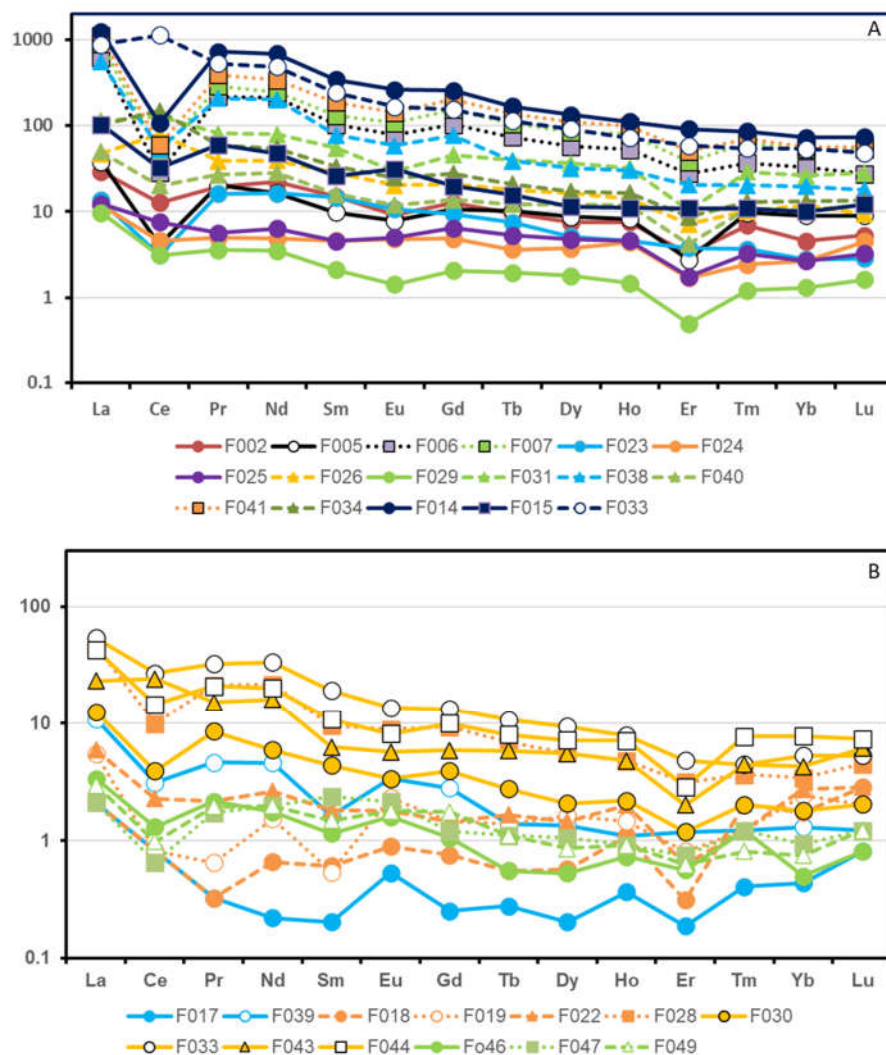 A
1000
100
10
1
0.1
La Ce Pr Nd Sm Eu Gd Tb Dy Ho Er Tm Yb Lu
F002 F005 F006 F007 F023 F024
F025 F026 F029 F031 F038 F040
F041 F034 F014 F015 F033
B
100
10
1
0.1
La Ce Pr Nd Sm Eu Gd Tb Dy Ho Er Tm Yb Lu
F017 F039 F018 F019 F022 F028 F030
F033 F043 F044 Fo46 F047 F049